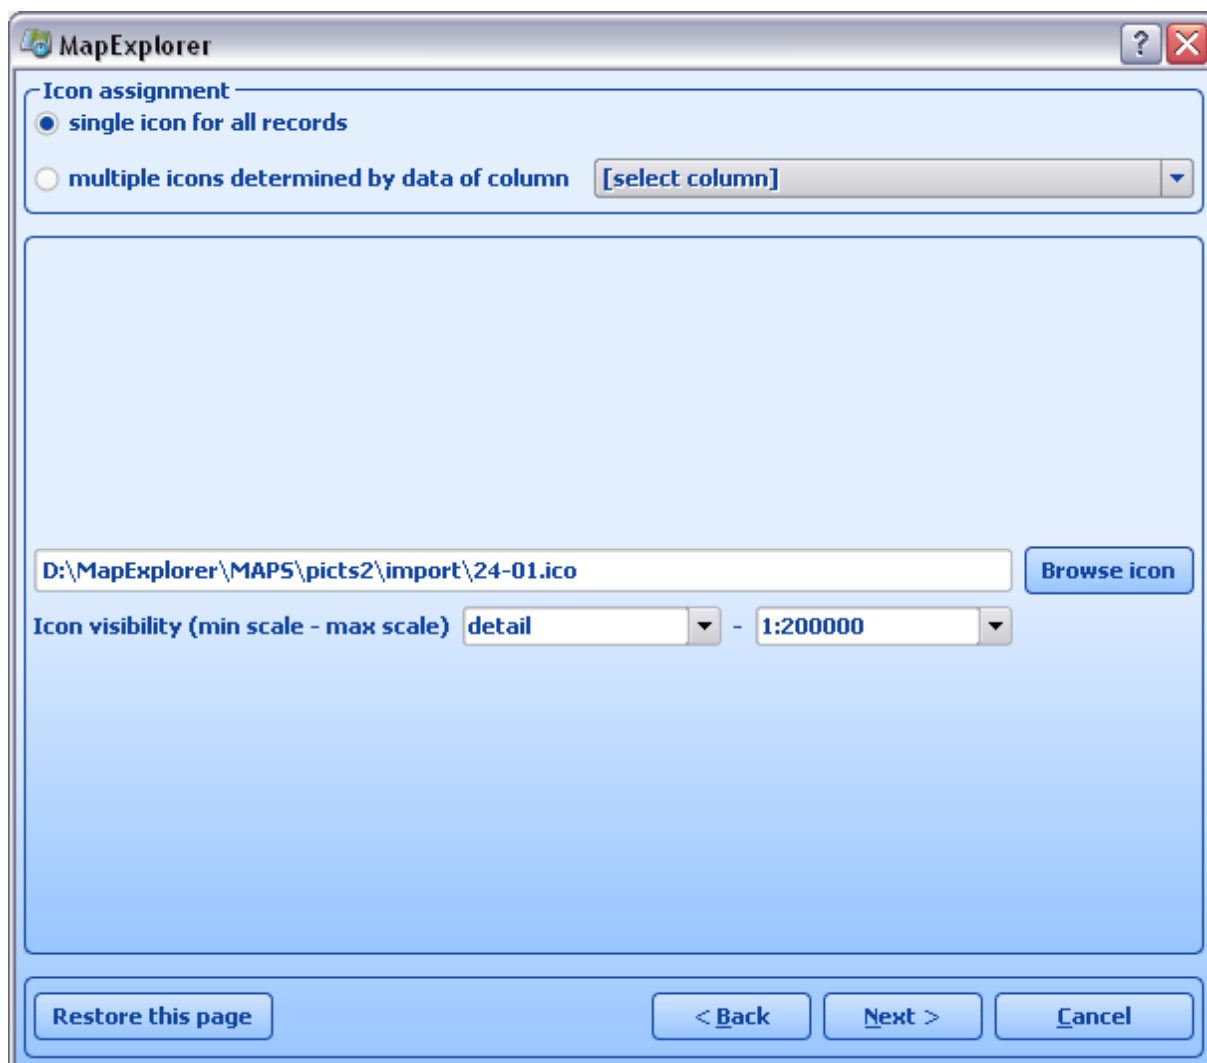 MapExplorer
Icon assignment
single icon for all records
multiple icons determined by data of column [select column]
D:\MapExplorer\MAPS\picts2\import\24-01.ico Browse icon
Icon visibility (min scale - max scale) detail - 1:200000
Restore this page < Back Next > Cancel